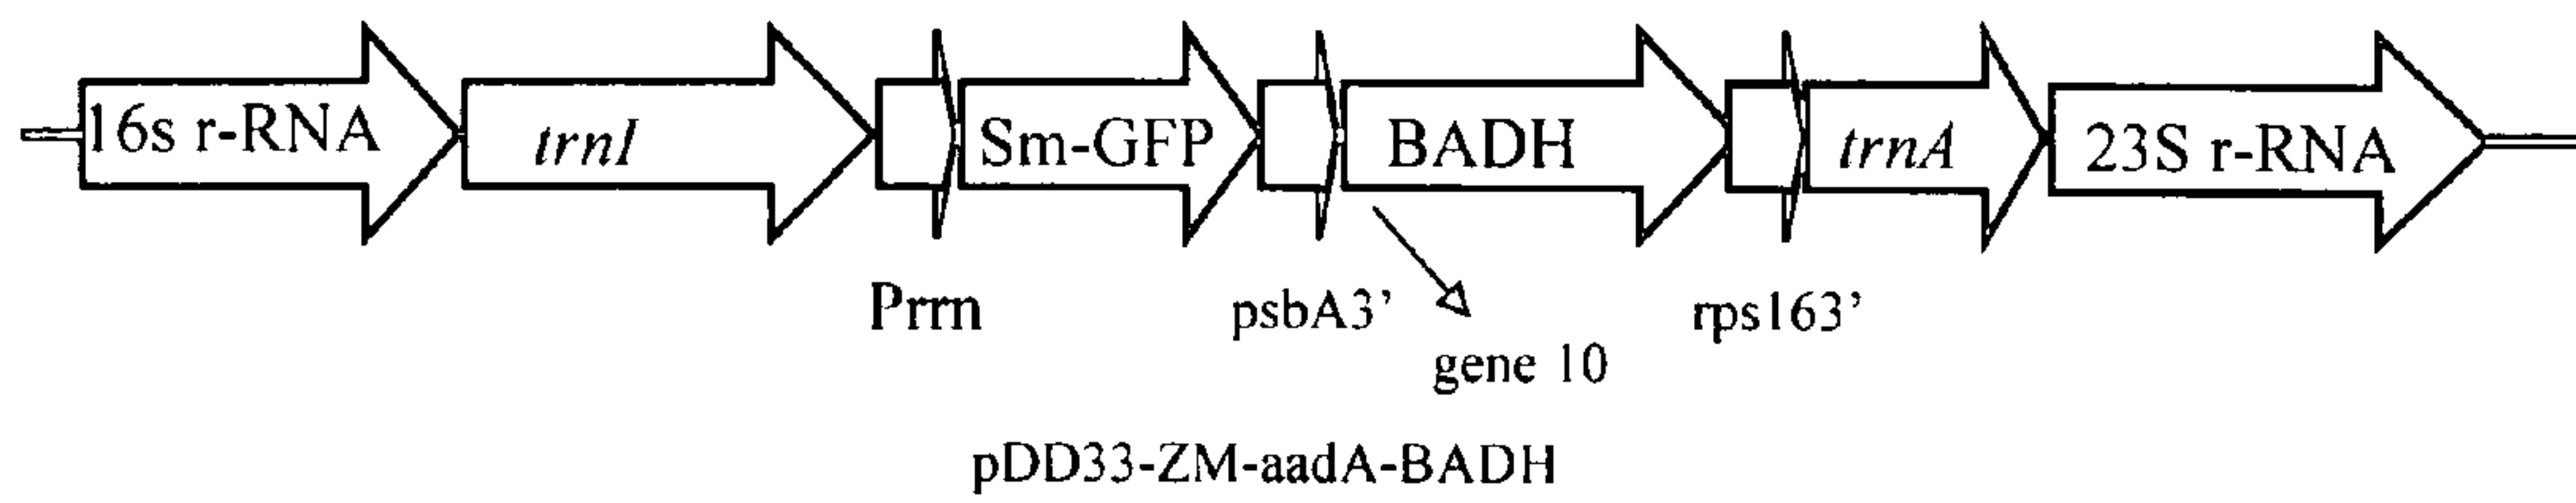 16s r-RNA trnI Sm-GFP BADH trnA 23S r-RNA
Prrn psbA3’ rps163’
gene 10
pDD33-ZM-aadA-BADH